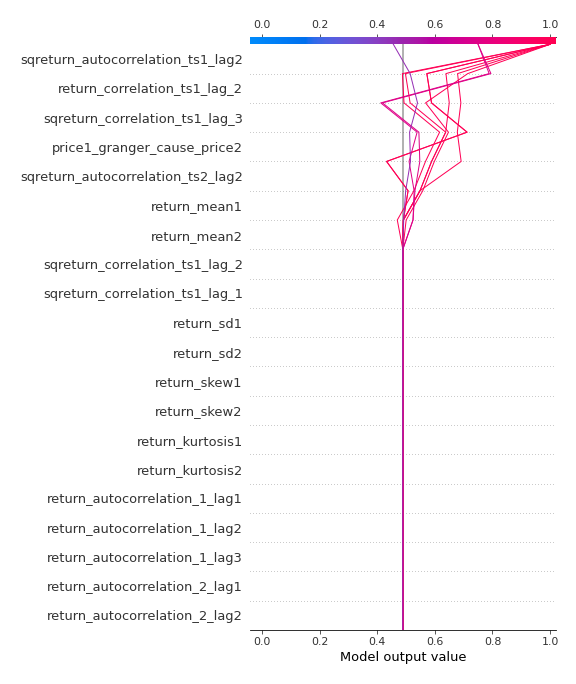 0.0 0.2 0.4 0.6 0.8 1.0
sqreturn_autocorrelation_ts1_lag2
return_correlation_ts1_lag_2
sqreturn_correlation_ts1_lag_3
price1_granger_cause_price2
sqreturn_autocorrelation_ts2_lag2
return_mean1
return_mean2
sqreturn_correlation_ts1_lag_2
sqreturn_correlation_ts1_lag_1
return_sd1
return_sd2
return_skew1
return_skew2
return_kurtosis1
return_kurtosis2
return_autocorrelation_1_lag1
return_autocorrelation_1_lag2
return_autocorrelation_1_lag3
return_autocorrelation_2_lag1
return_autocorrelation_2_lag2
0.0 0.2 0.4 0.6 0.8 1.0
Model output value